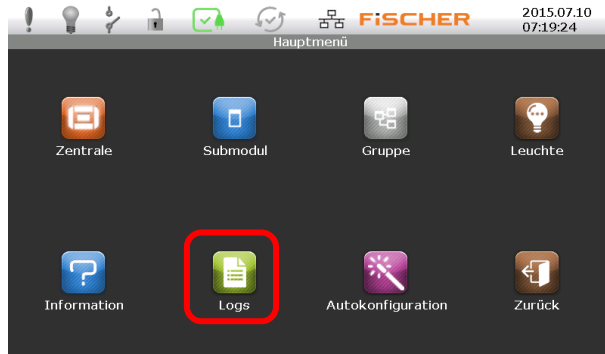 FiSCHER 2015.07.10
07:19:24
Hauptmenü
Zentrale Submodul Gruppe Leuchte
Information Logs Autokonfiguration Zurück